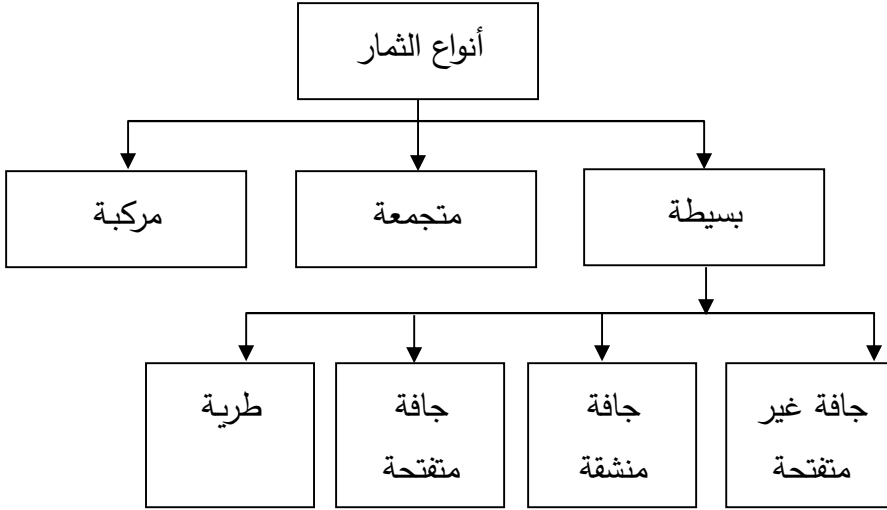 أنواع الثمار
بسيطة
متجمعة
مركبة
جافة غير
متفتحة
جافة
منشقة
جافة
متفتحة
طرية